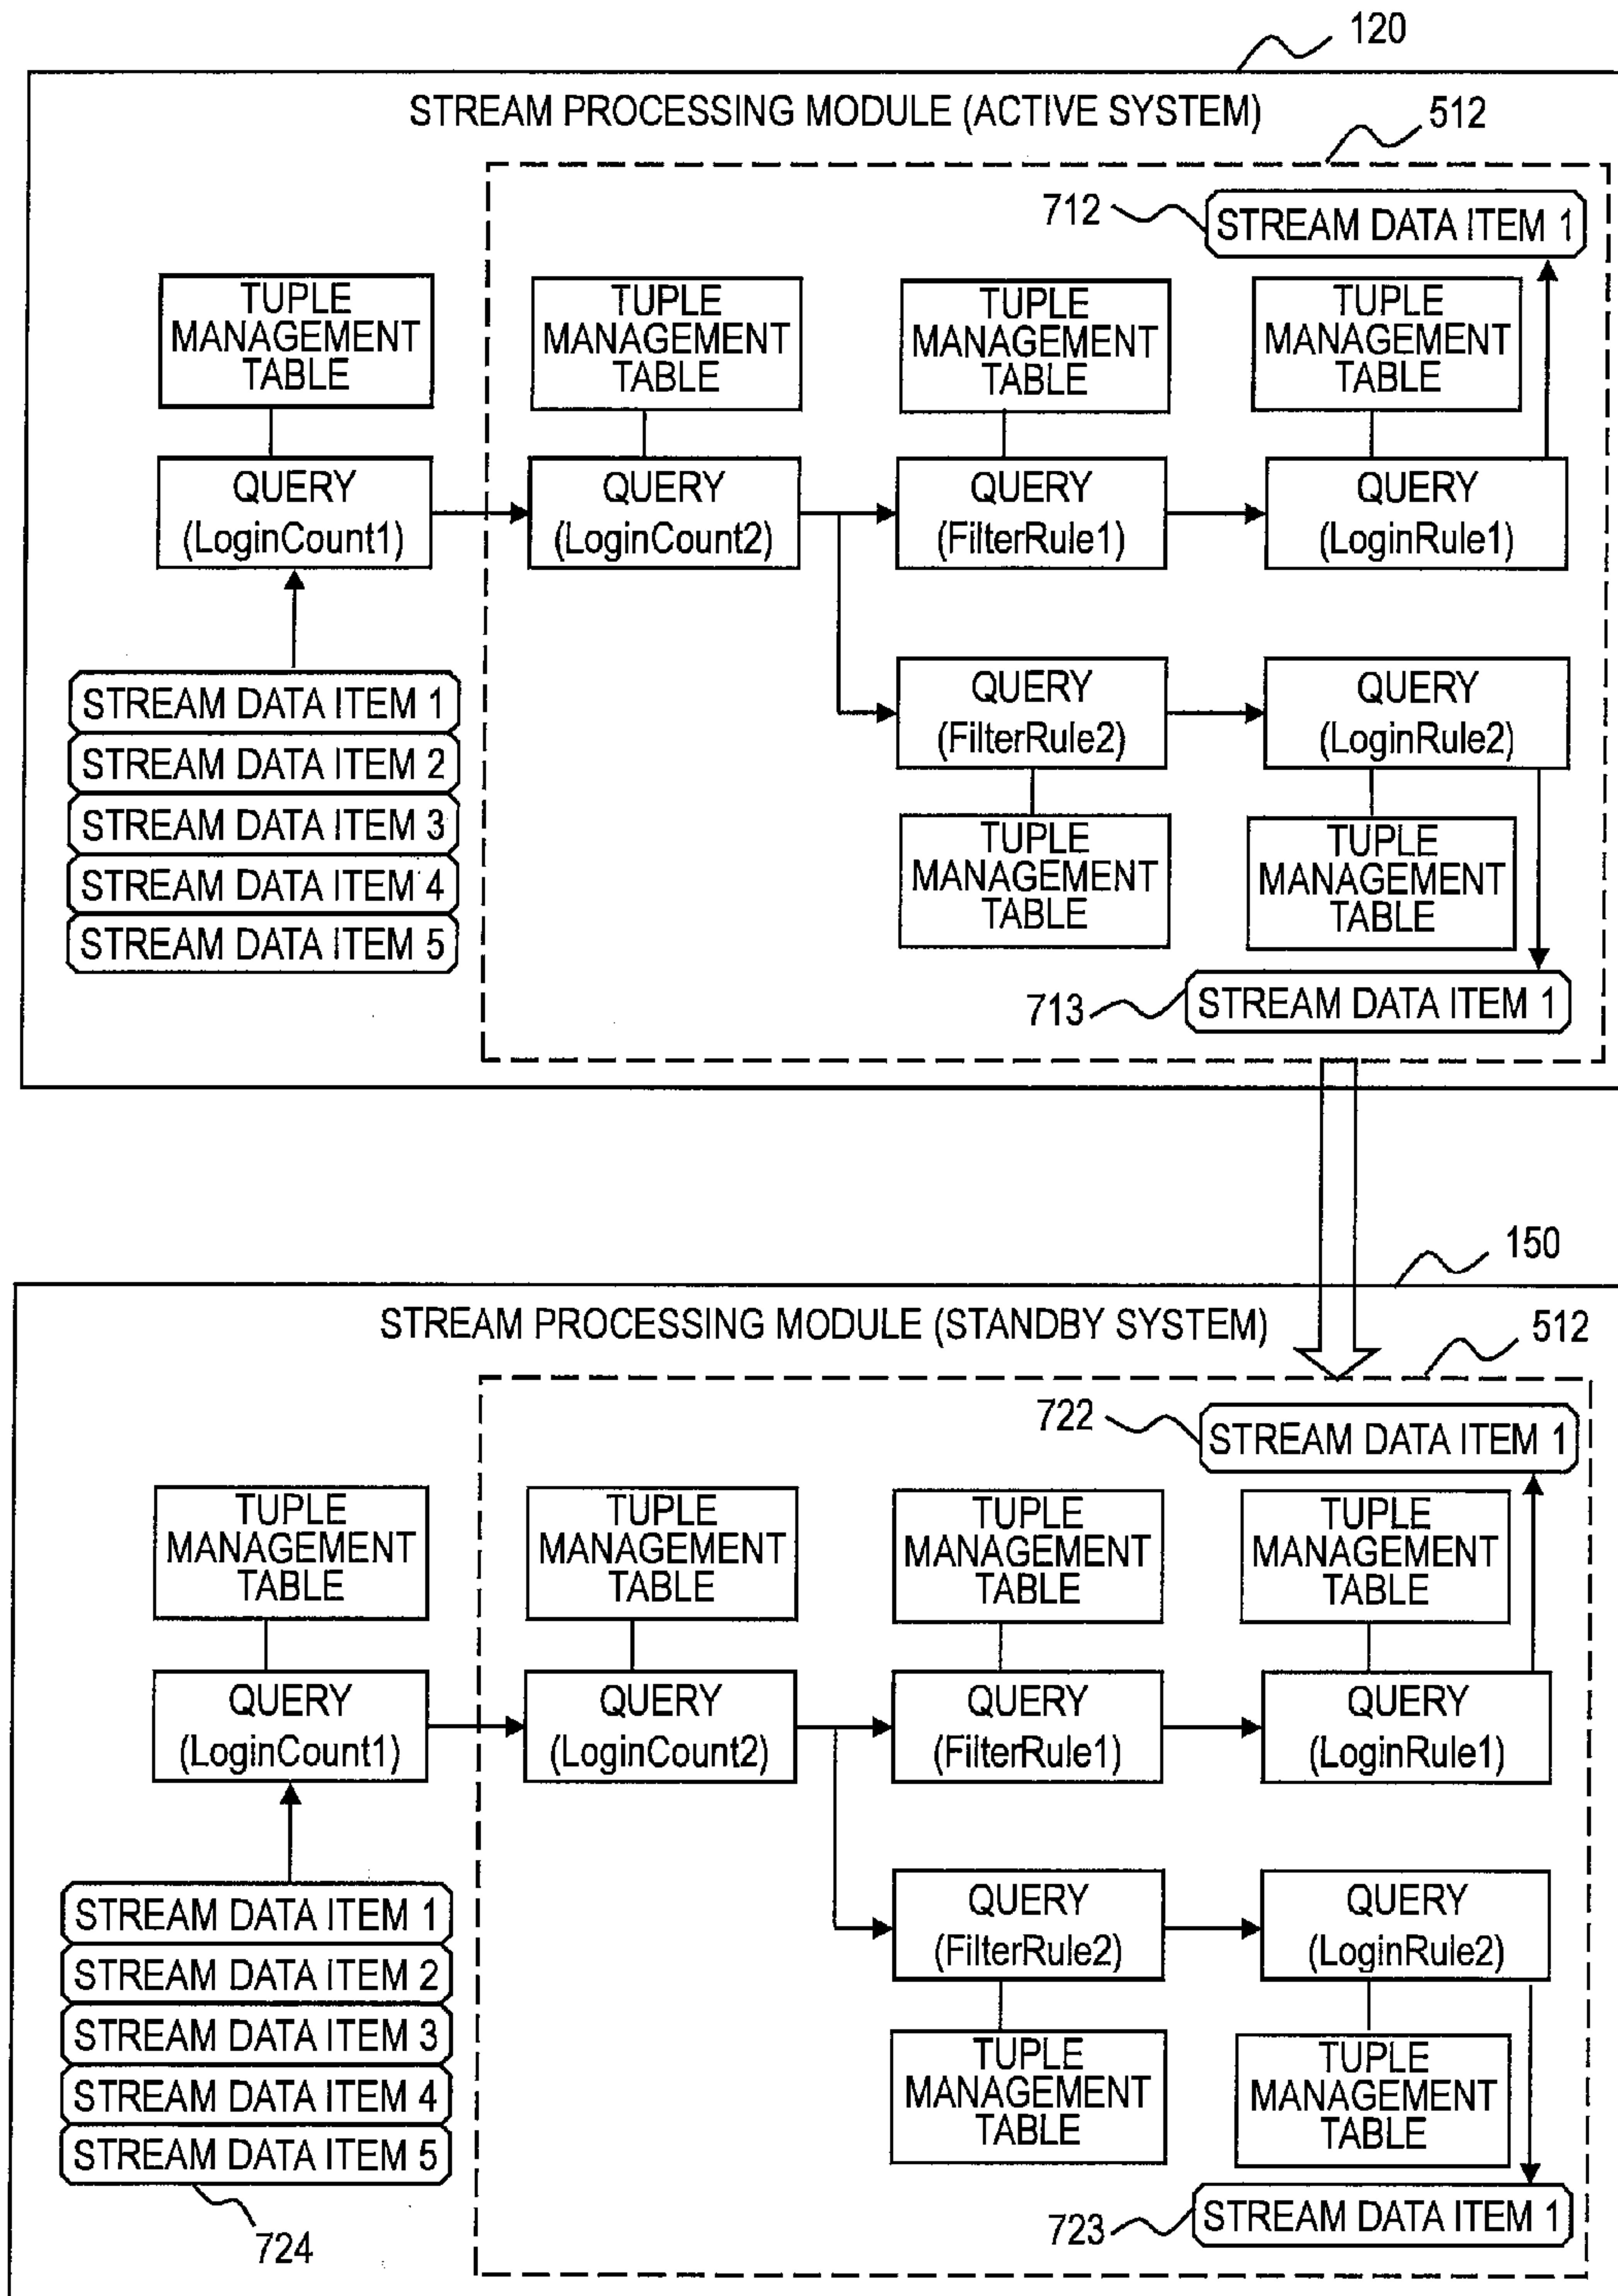 120
STREAM PROCESSING MODULE (ACTIVE SYSTEM)
512
712
STREAM DATA ITEM 1
TUPLE
MANAGEMENT
TABLE
TUPLE
MANAGEMENT
TABLE
TUPLE
MANAGEMENT
TABLE
TUPLE
MANAGEMENT
TABLE
QUERY
(LoginCount1)
QUERY
(LoginCount2)
QUERY
(FilterRule1)
QUERY
(LoginRule1)
STREAM DATA ITEM 1
STREAM DATA ITEM 2
STREAM DATA ITEM 3
STREAM DATA ITEM 4
STREAM DATA ITEM 5
QUERY
(FilterRule2)
QUERY
(LoginRule2)
TUPLE
MANAGEMENT
TABLE
TUPLE
MANAGEMENT
TABLE
713
STREAM DATA ITEM 1
150
STREAM PROCESSING MODULE (STANDBY SYSTEM)
512
722
STREAM DATA ITEM 1
TUPLE
MANAGEMENT
TABLE
TUPLE
MANAGEMENT
TABLE
TUPLE
MANAGEMENT
TABLE
TUPLE
MANAGEMENT
TABLE
QUERY
(LoginCount1)
QUERY
(LoginCount2)
QUERY
(FilterRule1)
QUERY
(LoginRule1)
STREAM DATA ITEM 1
STREAM DATA ITEM 2
STREAM DATA ITEM 3
STREAM DATA ITEM 4
STREAM DATA ITEM 5
724
QUERY
(FilterRule2)
QUERY
(LoginRule2)
TUPLE
MANAGEMENT
TABLE
TUPLE
MANAGEMENT
TABLE
723
STREAM DATA ITEM 1